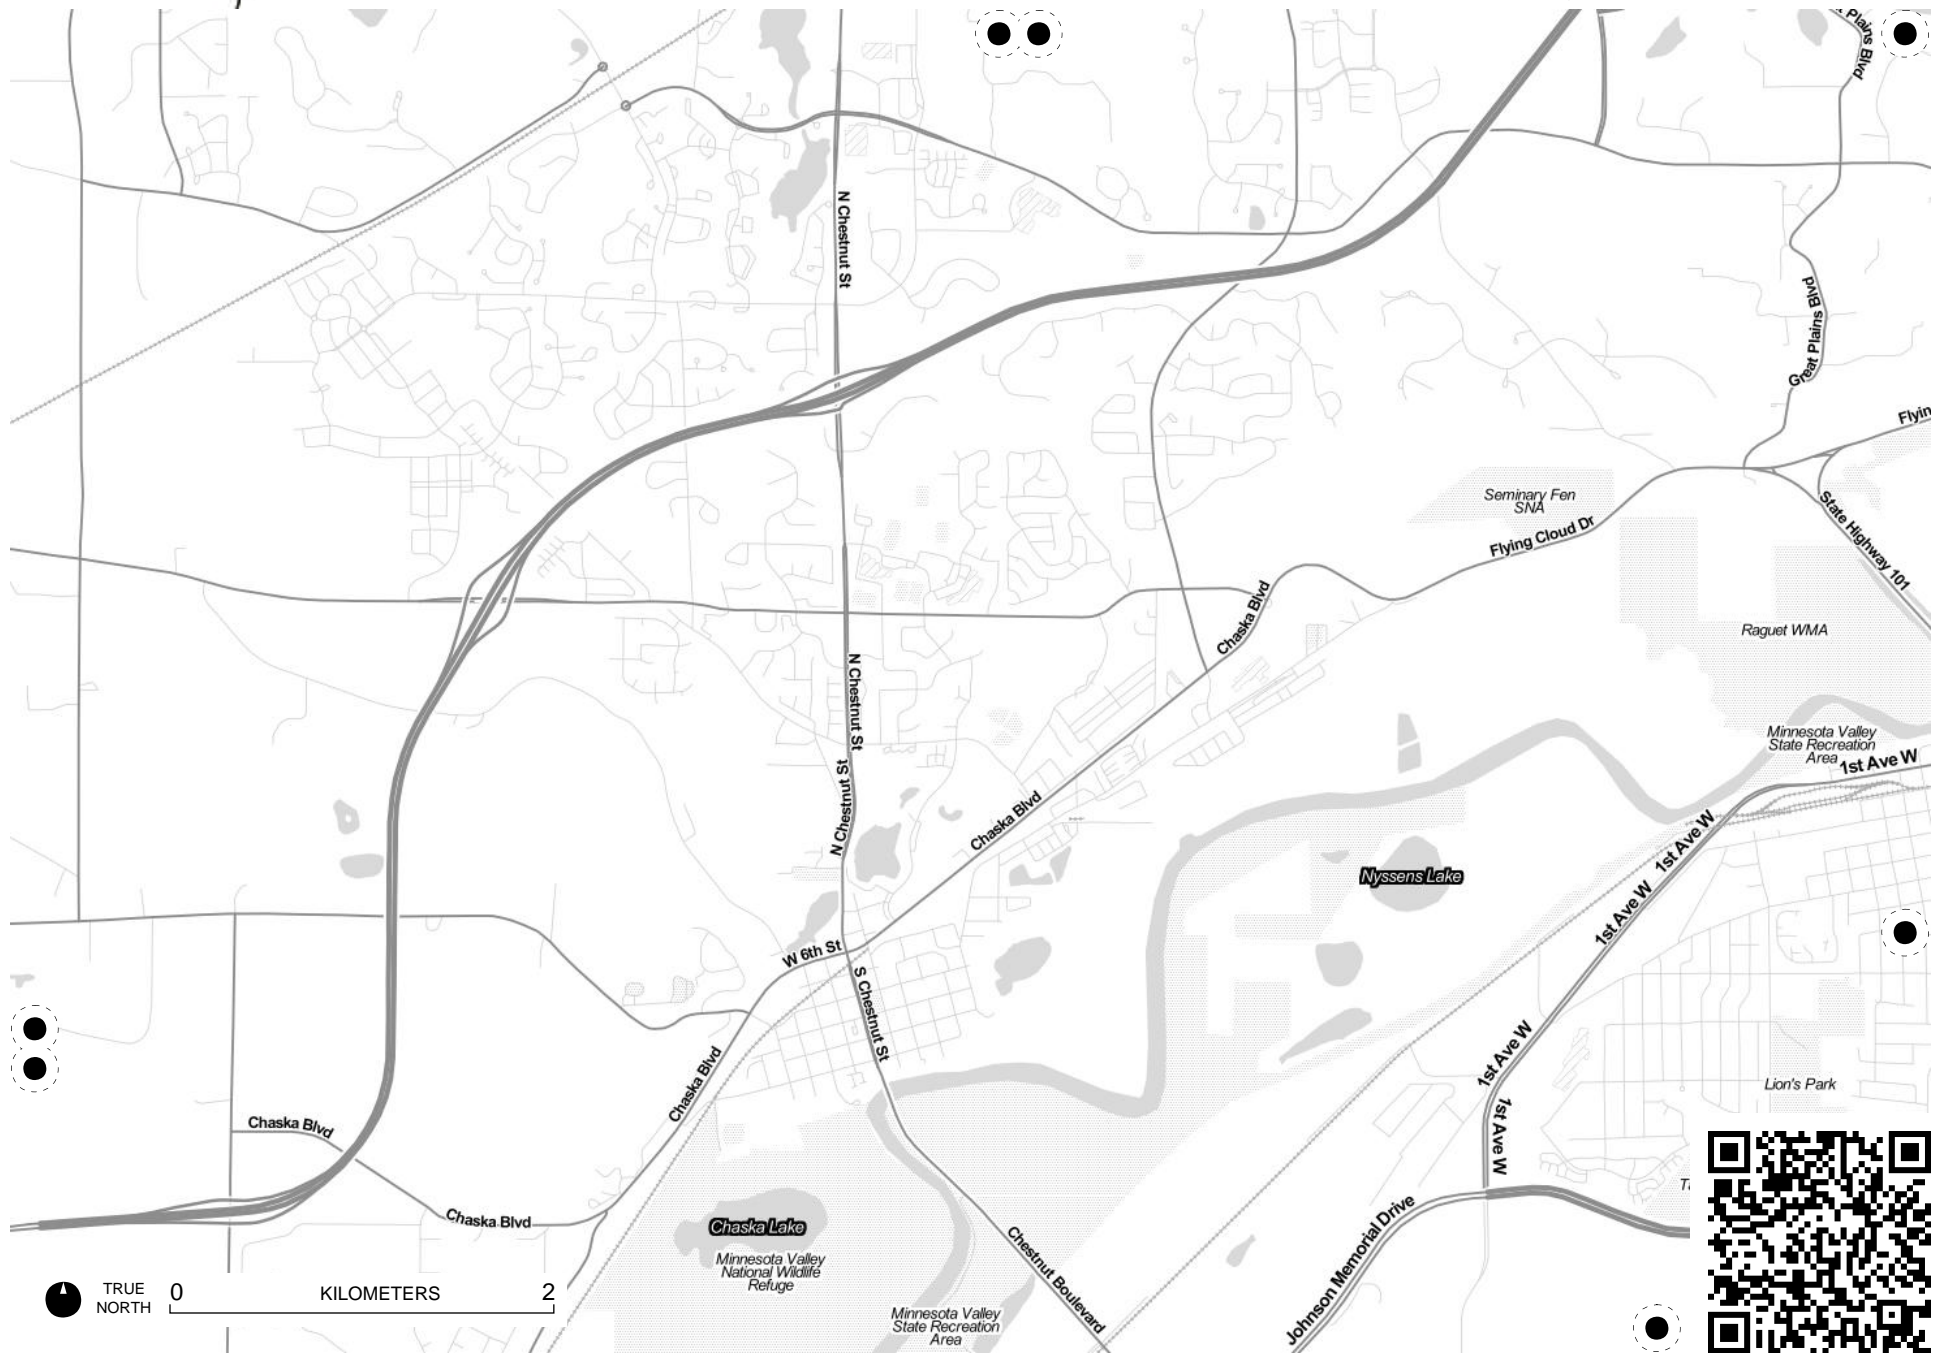 Plains Blvd
N Chestnut St
Great Plains Blvd
Seminary Fen
SNA
Flying Cloud Dr
State Highway 101
Chaska Blvd
Raguet WMA
N Chestnut St
Minnesota Valley
State Recreation
Area
1st Ave W
N Chestnut St
Chaska Blvd
1st Ave W
Nyssens Lake
1st Ave W
W 6th St
S Chestnut St
1st Ave W
Chaska Blvd
Lion's Park
Chaska Blvd
1st Ave W
Chaska Blvd
Chaska Lake
Minnesota Valley
National Wildlife
Refuge
Chestnut Boulevard
Johnson Memorial Drive
Minnesota Valley
State Recreation
Area
TRUE
NORTH
0 KILOMETERS 2